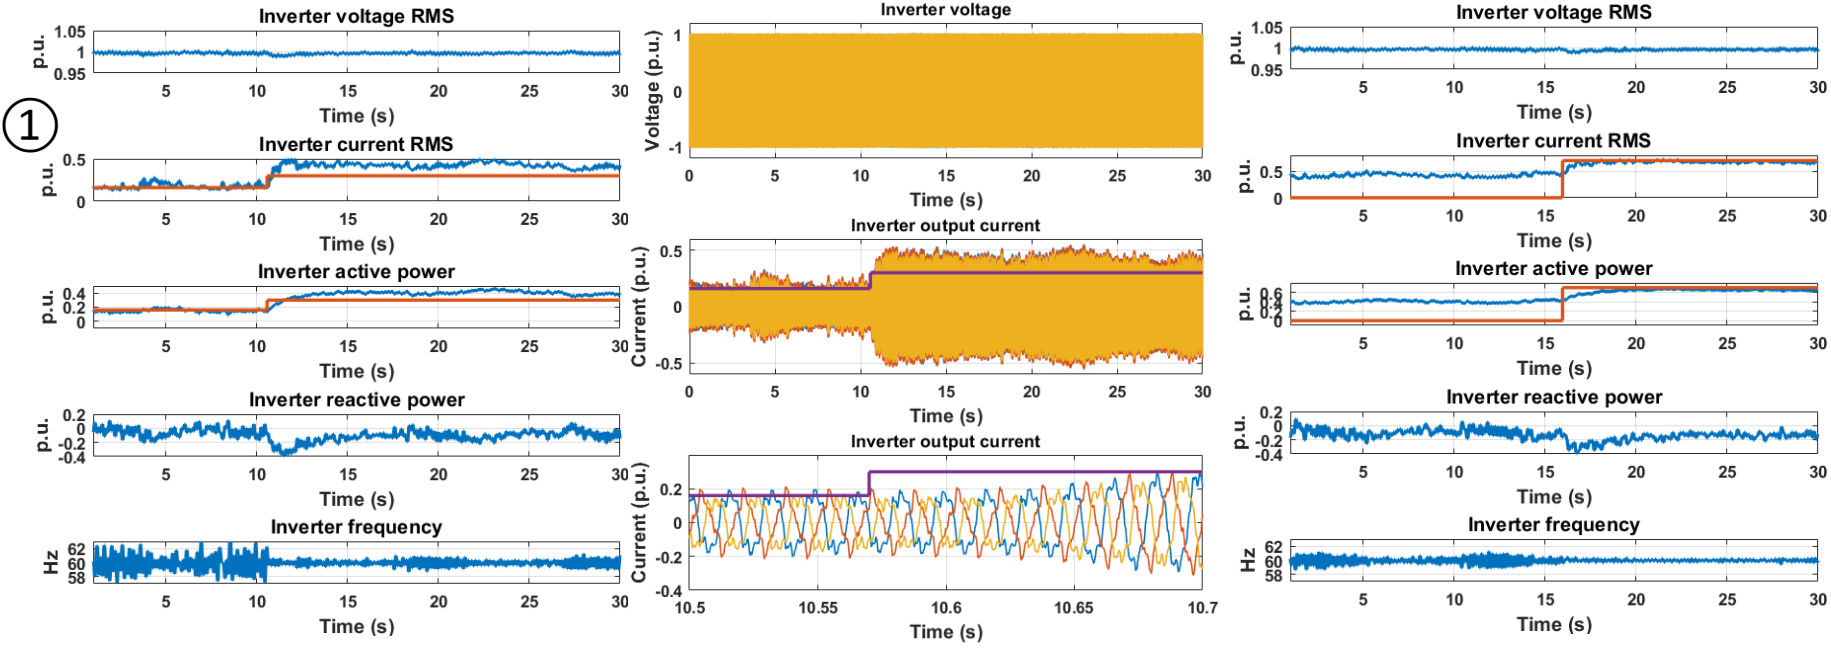 ①
Inverter voltage RMS
p.u.
1.05
1
0.95
5 10 15 20 25 30
Time (s)
Inverter current RMS
p.u.
0.5
0
5 10 15 20 25 30
Time (s)
Inverter active power
p.u.
0.4
0.2
0
5 10 15 20 25 30
Time (s)
Inverter reactive power
p.u.
0.2
0
-0.2
-0.4
5 10 15 20 25 30
Time (s)
Inverter frequency
Hz
62
60
58
5 10 15 20 25 30
Time (s)
Inverter voltage
Voltage (p.u.)
1
0
-1
0 5 10 15 20 25 30
Time (s)
Inverter output current
Current (p.u.)
0.5
0
-0.5
0 5 10 15 20 25 30
Time (s)
Inverter output current
Current (p.u.)
0.2
0
-0.2
-0.4
10.5 10.55 10.6 10.65 10.7
Time (s)
Inverter voltage RMS
p.u.
1.05
1
0.95
5 10 15 20 25 30
Time (s)
Inverter current RMS
p.u.
0.5
0
5 10 15 20 25 30
Time (s)
Inverter active power
p.u.
0.6
0.4
0.2
0
5 10 15 20 25 30
Time (s)
Inverter reactive power
p.u.
0.2
0
-0.2
-0.4
5 10 15 20 25 30
Time (s)
Inverter frequency
Hz
62
60
58
5 10 15 20 25 30
Time (s)